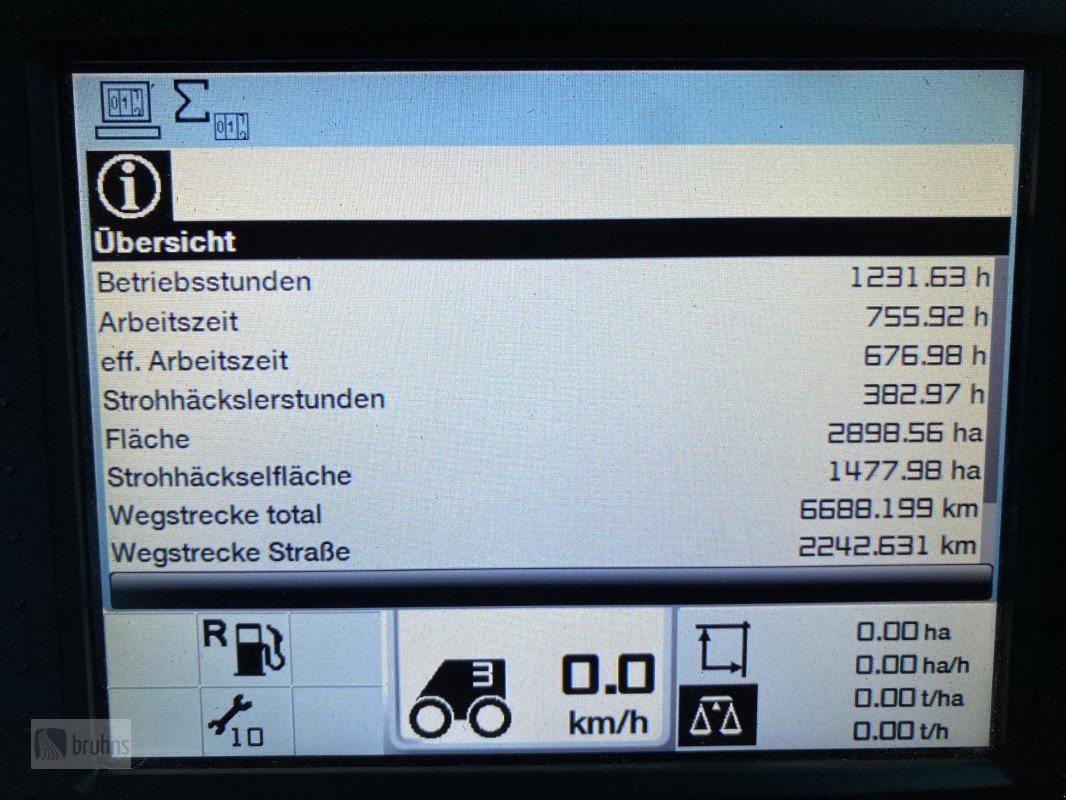 Übersicht
Betriebsstunden 1231.63 h
Arbeitszeit 755.92 h
eff. Arbeitszeit 676.98 h
Strohhäckslerstunden 382.97 h
Fläche 2898.56 ha
Strohhäckselfläche 1477.98 ha
Wegstrecke total 6688.199 km
Wegstrecke Straße 2242.631 km
R
10
3
0.0
km/h
0.00 ha
0.00 ha/h
0.00 t/ha
0.00 t/h
bruhns